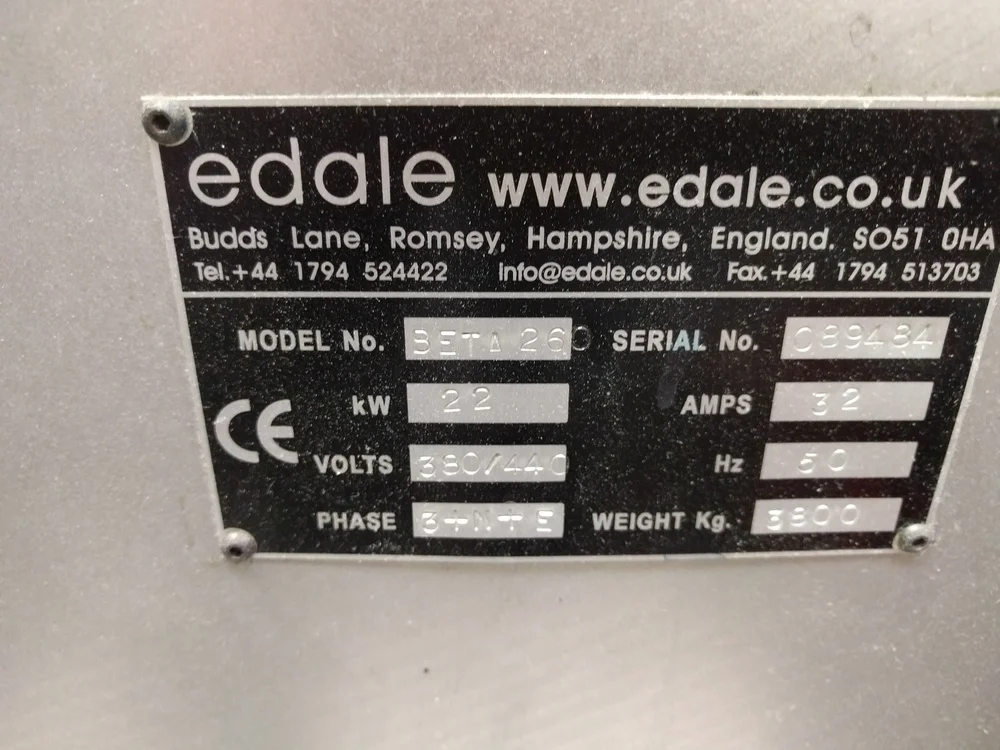 edale www.edale.co.uk
Budds Lane, Romsey, Hampshire, England. SO51 0HA
Tel.+44 1794 524422 info@edale.co.uk Fax.+44 1794 513703
MODEL No. BETA 260 SERIAL No. 089484
kW 22 AMPS 32
CE VOLTS 380/440 Hz 50
PHASE 3+N+E WEIGHT Kg. 3800